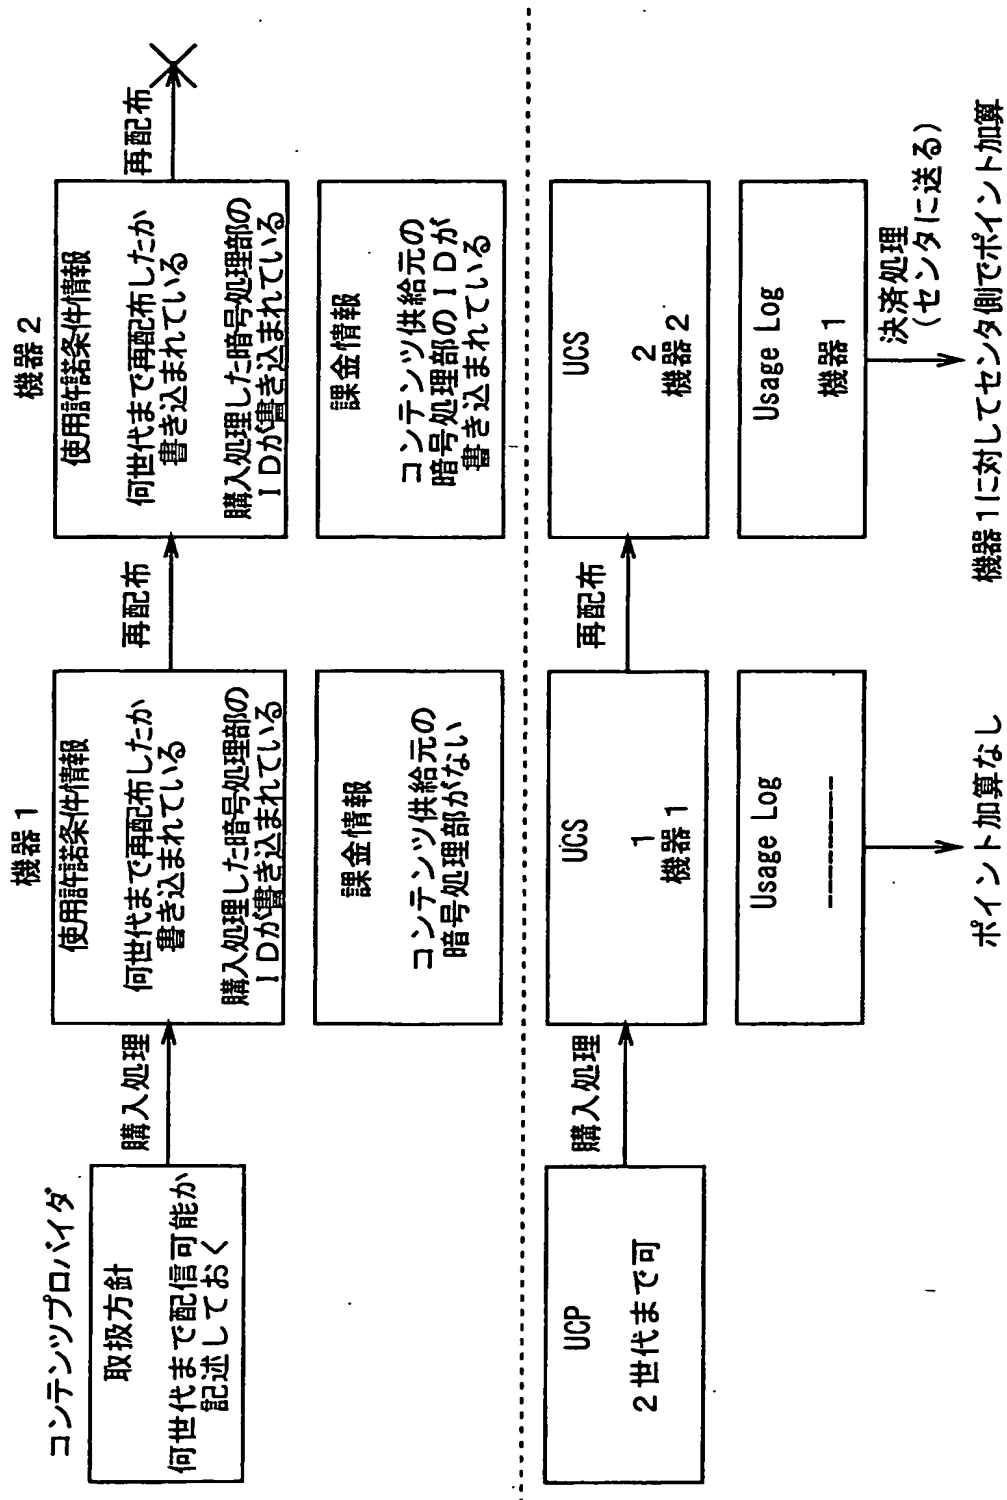 コンテンツプロバイダ
取扱方針
何世代まで配信可能か
記述しておく
購入処理
機器1
使用許諾条件情報
何世代まで再配布したか
書き込まれている
購入処理した暗号処理部の
IDが書き込まれている
課金情報
コンテンツ供給元の
暗号処理部がない
再配布
機器2
使用許諾条件情報
何世代まで再配布したか
書き込まれている
購入処理した暗号処理部の
IDが書き込まれている
課金情報
コンテンツ供給元の
暗号処理部のIDが
書き込まれている
再配布
UCP
2世代まで可
購入処理
UCS
1
機器1
Usage Log
----------
ポイント加算なし
再配布
UCS
2
機器2
Usage Log
機器1
決済処理
(センタに送る)
機器1に対してセンタ側でポイント加算